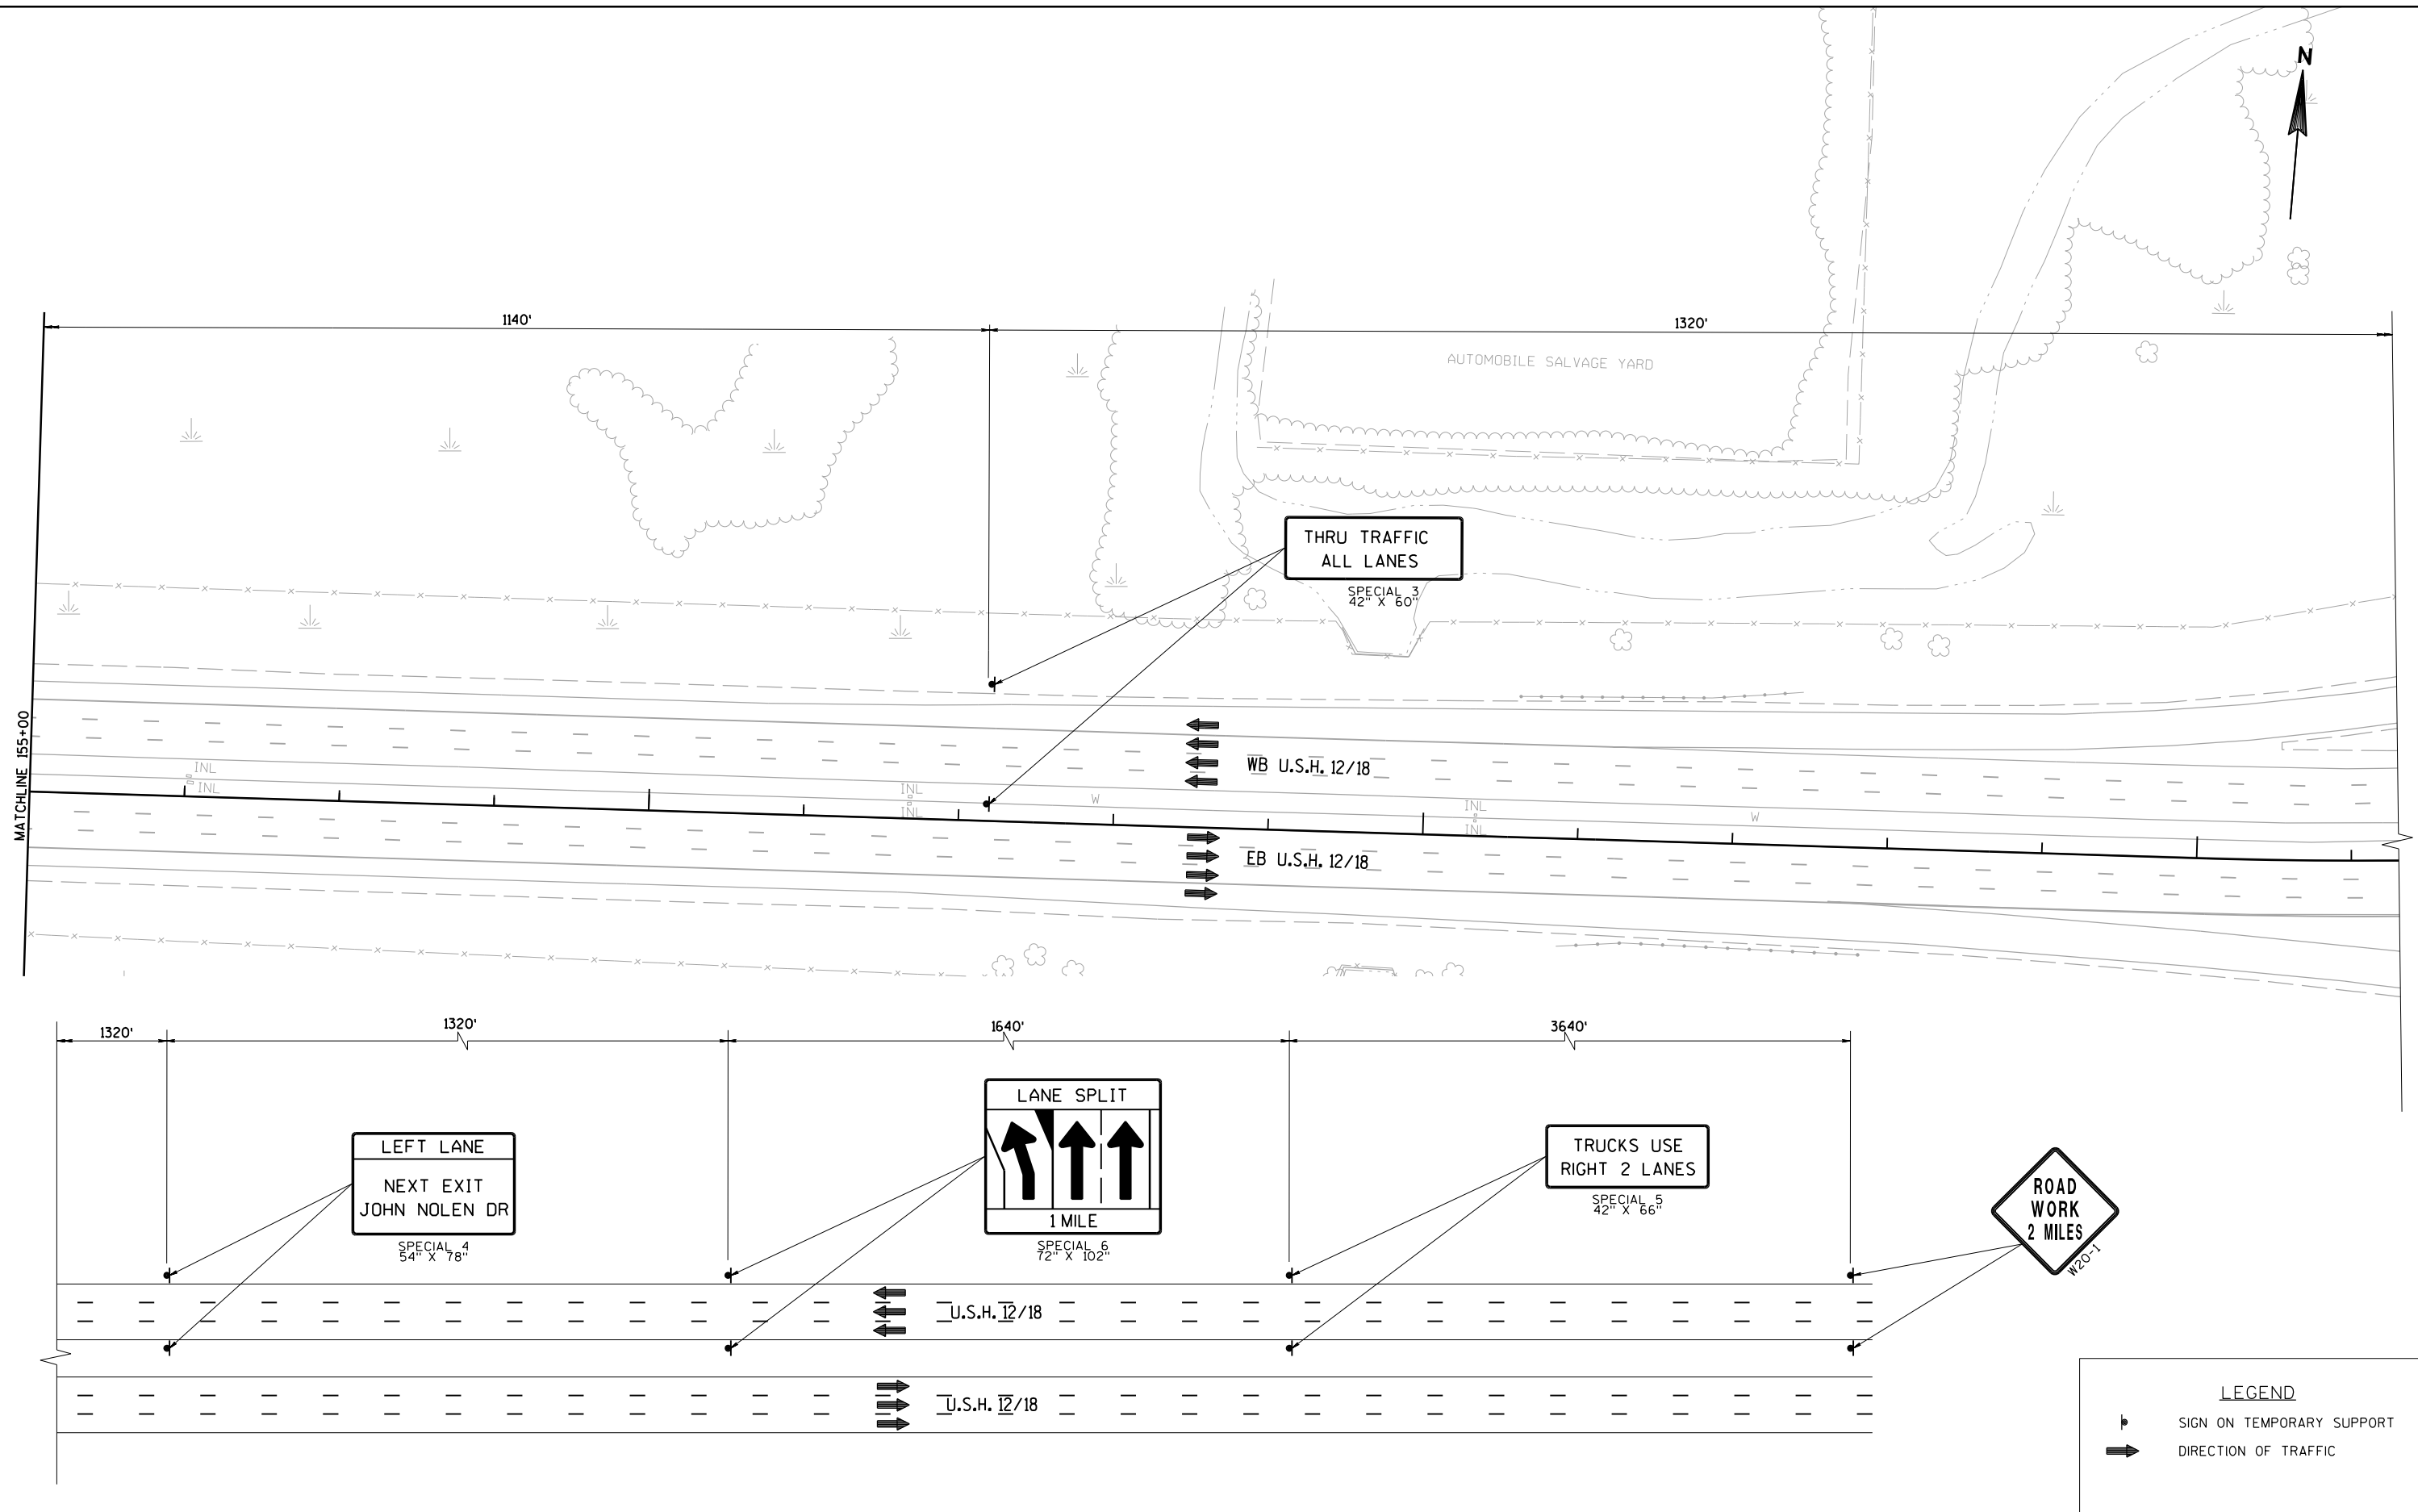 N
1140'
1320'
AUTOMOBILE SALVAGE YARD
THRU TRAFFIC
ALL LANES
SPECIAL 3
42" X 60"
MATCHLINE 155+00
WB U.S.H. 12/18
INL
INL
INL
INL
W
INL
INL
W
EB U.S.H. 12/18
1320'
1320'
1640'
3640'
LEFT LANE
NEXT EXIT
JOHN NOLEN DR
SPECIAL 4
54" X 78"
LANE SPLIT
1 MILE
SPECIAL 6
72" X 102"
TRUCKS USE
RIGHT 2 LANES
SPECIAL 5
42" X 66"
ROAD
WORK
2 MILES
W20-1
U.S.H. 12/18
U.S.H. 12/18
LEGEND
SIGN ON TEMPORARY SUPPORT
DIRECTION OF TRAFFIC